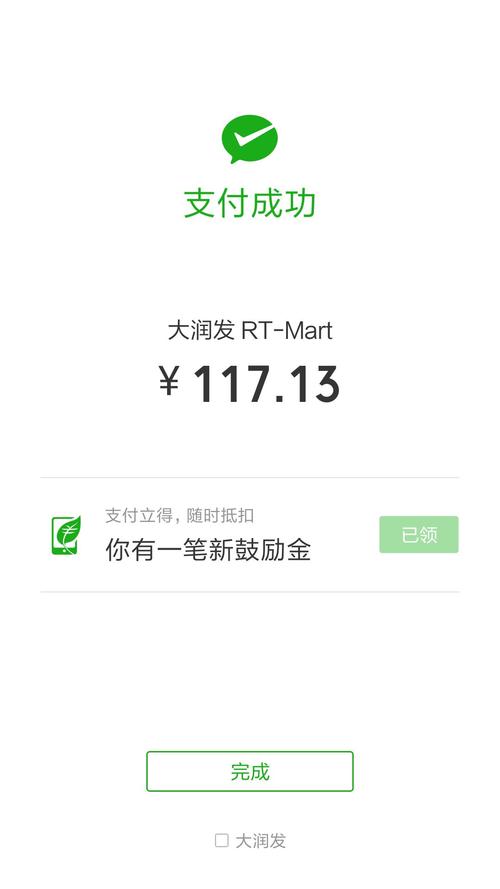 支付成功
大润发 RT-Mart
¥ 117.13
支付立得，随时抵扣
你有一笔新鼓励金
已领
完成
大润发